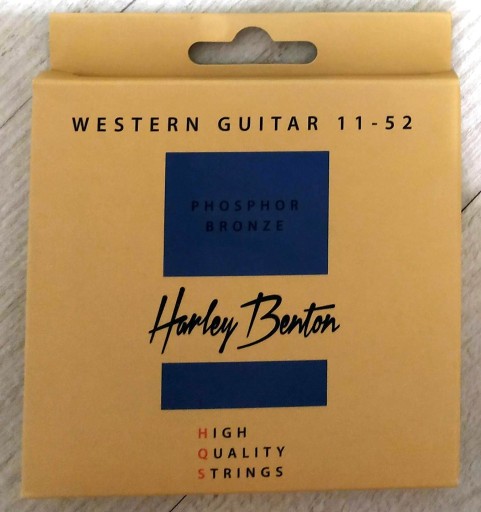 WESTERN GUITAR 11-52
PHOSPHOR
BRONZE
Harley Benton
HIGH
QUALITY
STRINGS